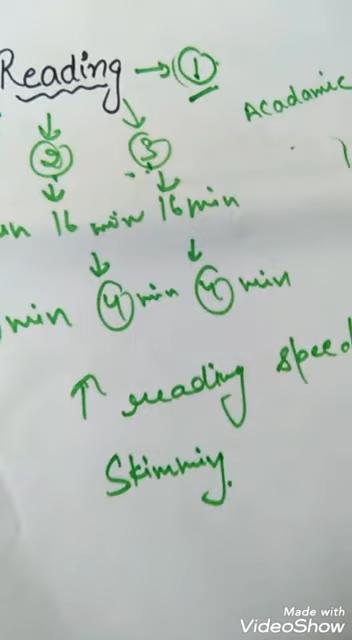 Reading → ①
Acadamic
② ③
16 min 16 min
min ④ min ④ min
↑ reading speed
Skimming.
Made with
VideoShow